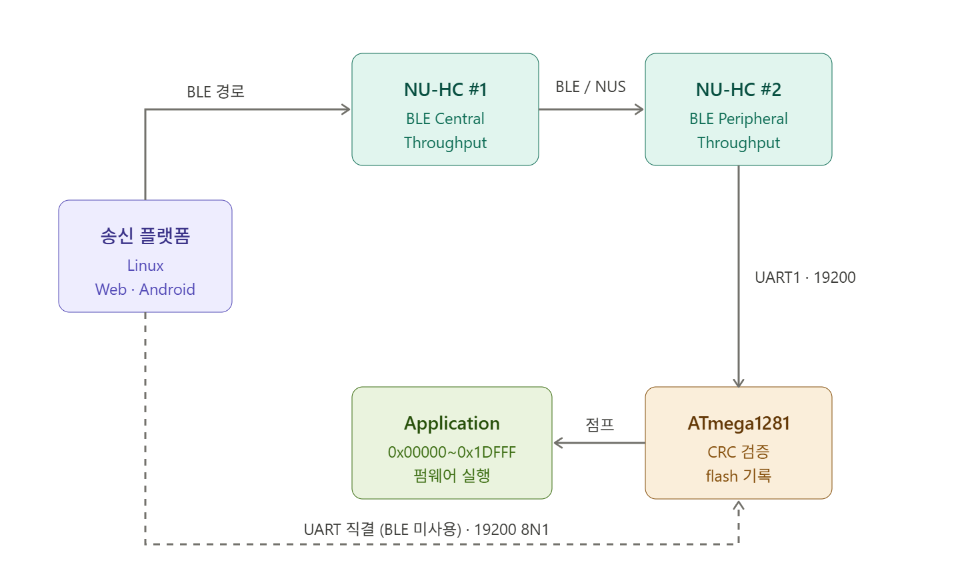 BLE 경로
NU-HC #1
BLE Central
Throughput
BLE / NUS
NU-HC #2
BLE Peripheral
Throughput
송신 플랫폼
Linux
Web · Android
UART1 · 19200
Application
0x00000~0x1DFFF
펌웨어 실행
점프
ATmega1281
CRC 검증
flash 기록
UART 직결 (BLE 미사용) · 19200 8N1